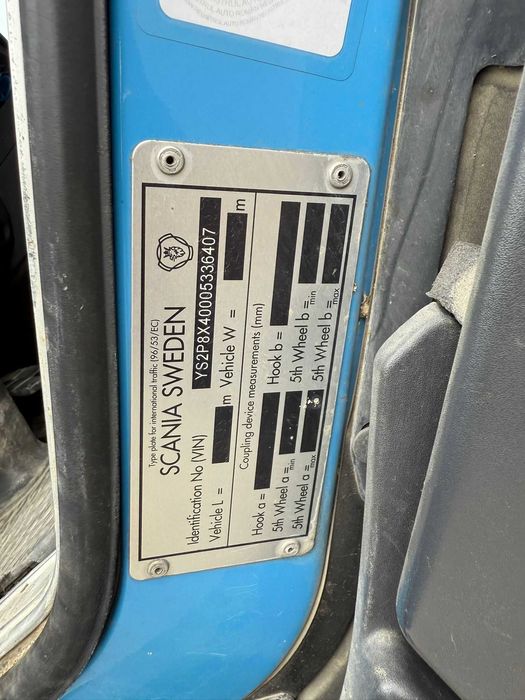 Type plate for international traffic (96/53/EC)
SCANIA SWEDEN
Identification No (VIN) YS2P8X40005336407
Vehicle L = m Vehicle W = m
Coupling device measurements (mm)
Hook a = Hook b =
5th Wheel a min = 5th Wheel b min =
5th Wheel a max = 5th Wheel b max =